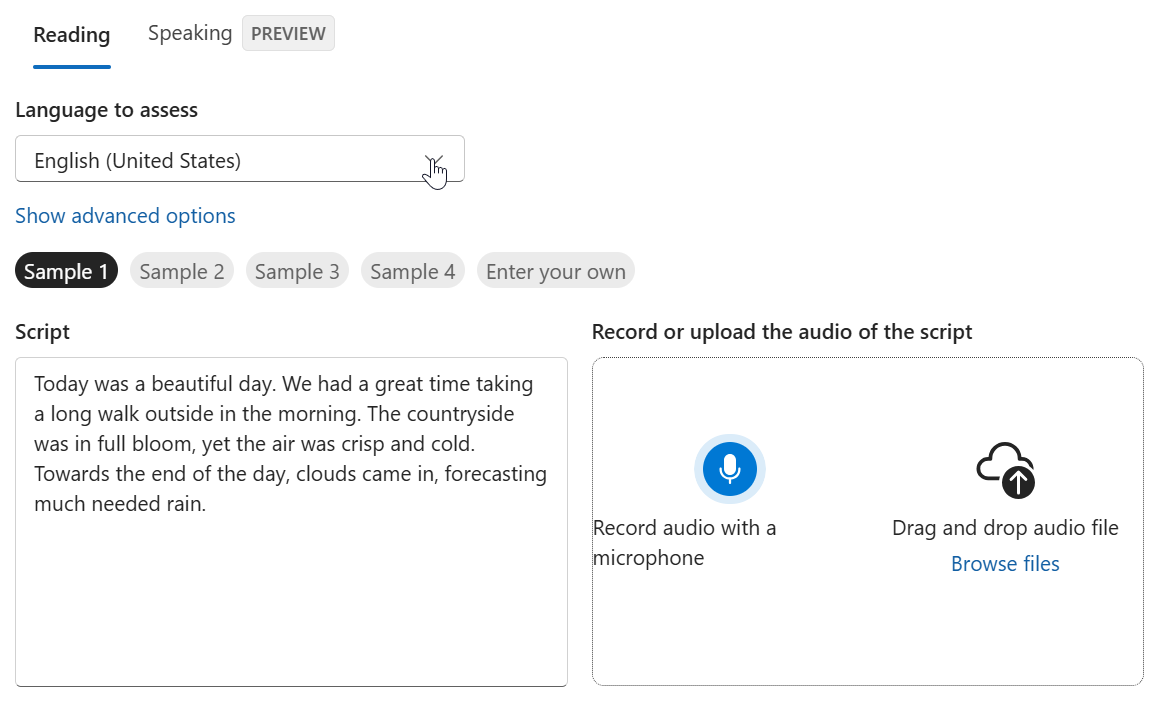 Reading
Speaking
PREVIEW
Language to assess
English (United States)
Show advanced options
Sample 1
Sample 2
Sample 3
Sample 4
Enter your own
Script
Today was a beautiful day. We had a great time taking
a long walk outside in the morning. The countryside
was in full bloom, yet the air was crisp and cold.
Towards the end of the day, clouds came in, forecasting
much needed rain.
Record or upload the audio of the script
Record audio with a
microphone
Drag and drop audio file
Browse files